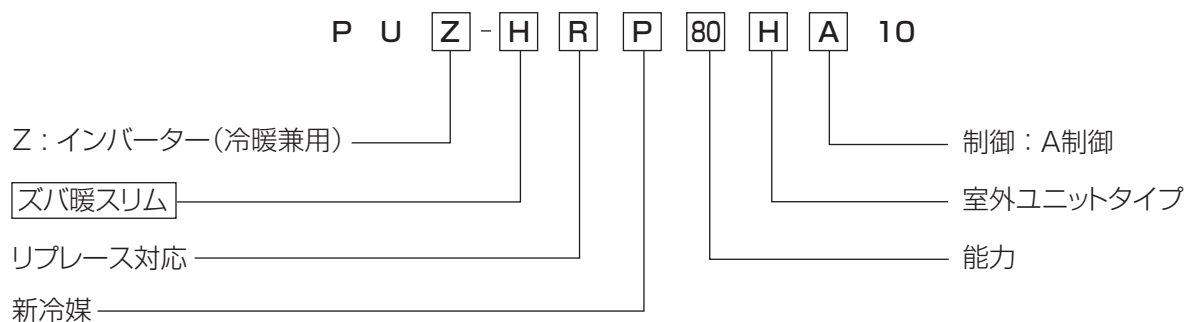 PUZ-HRP80HA10
Z：インバーター（冷暖兼用）
制御：A制御
ズバ暖スリム
室外ユニットタイプ
リプレース対応
能力
新冷媒